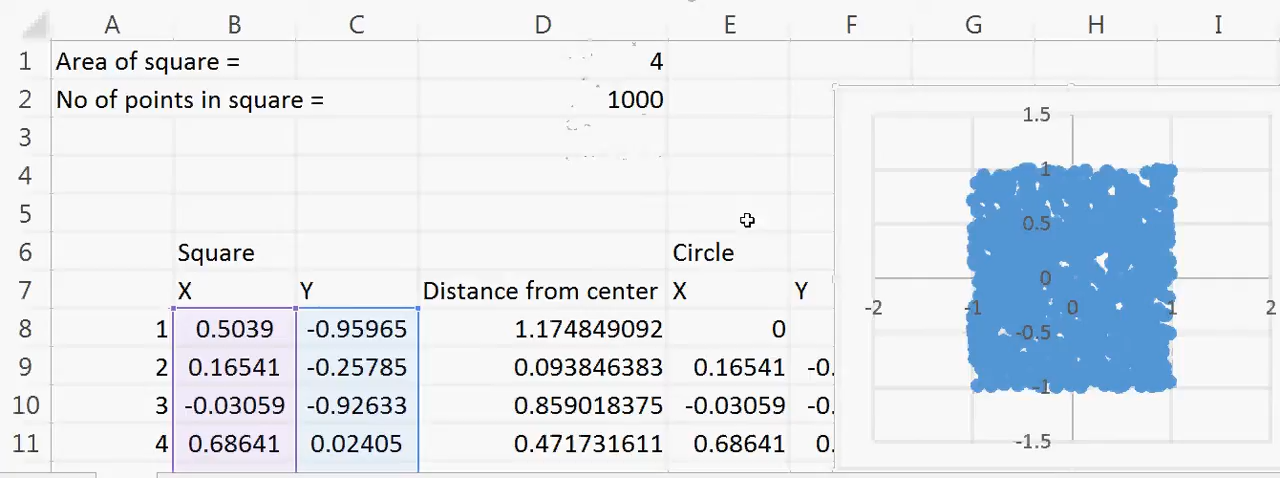 A B C D E F G H I
1 Area of square = 4
2 No of points in square = 1000
3
4
5
6 Square Circle
7 X Y Distance from center X Y
8 1 0.5039 -0.95965 1.174849092 0
9 2 0.16541 -0.25785 0.093846383 0.16541 -0.
10 3 -0.03059 -0.92633 0.859018375 -0.03059 -0.
11 4 0.68641 0.02405 0.471731611 0.68641 0.
1.5
1
0.5
0
-2 -1 0 1 2
-0.5
-1
-1.5